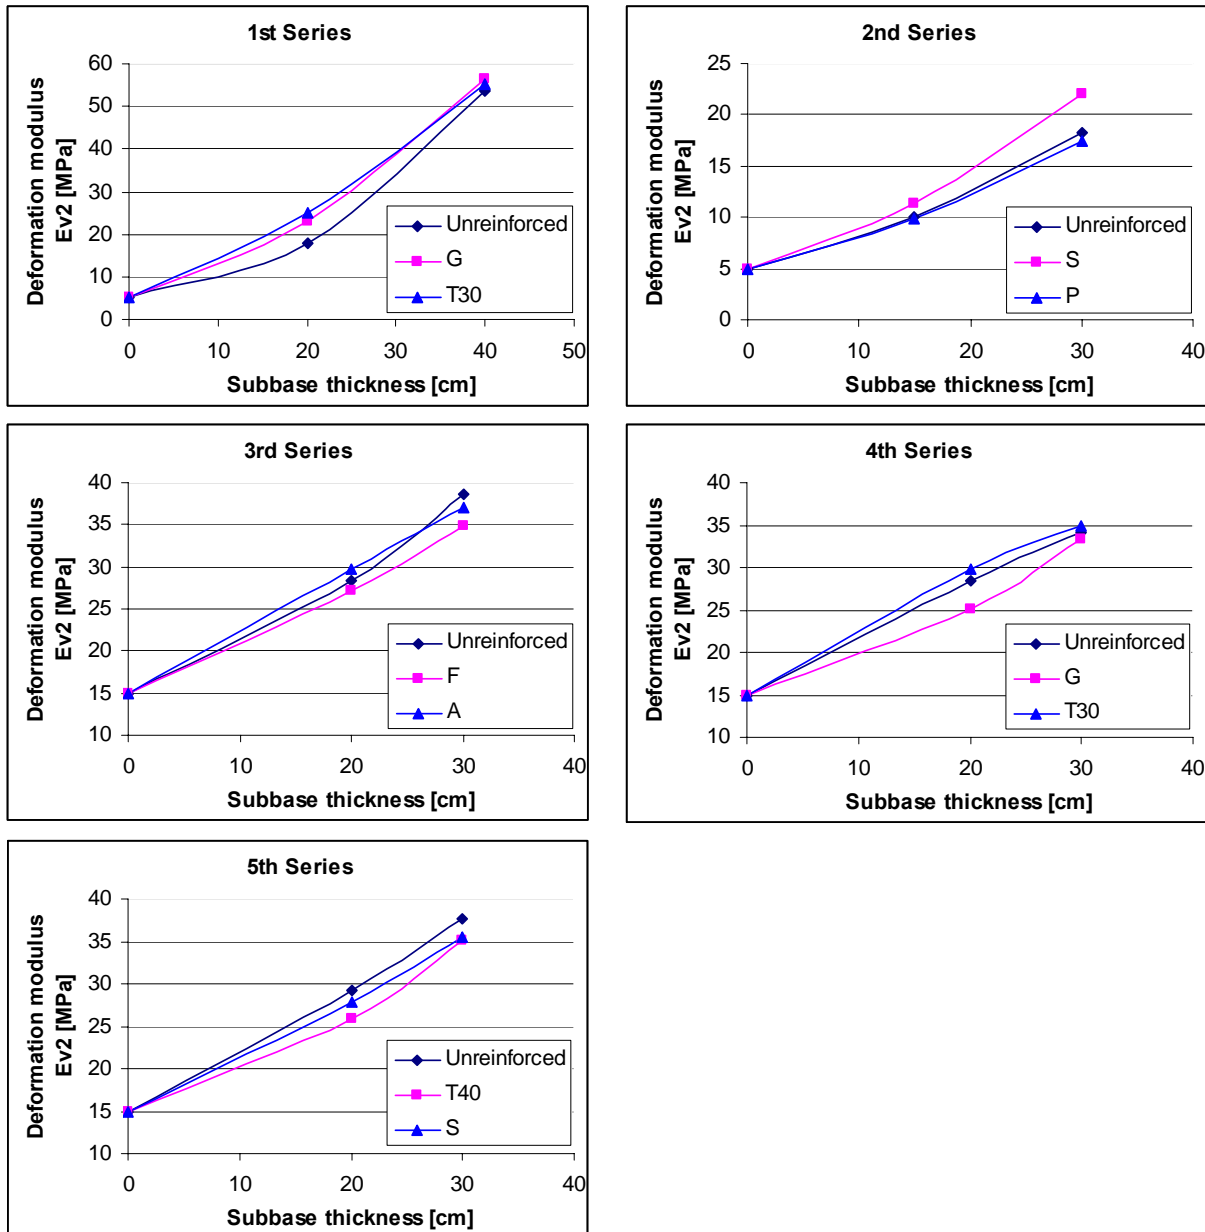 1st Series
Deformation modulus
Ev2 [MPa]
60
50
40
30
20
10
0
Unreinforced
G
T30
0 10 20 30 40 50
Subbase thickness [cm]
2nd Series
Deformation modulus
Ev2 [MPa]
25
20
15
10
5
0
Unreinforced
S
P
0 10 20 30 40
Subbase thickness [cm]
3rd Series
Deformation modulus
Ev2 [MPa]
40
35
30
25
20
15
10
Unreinforced
F
A
0 10 20 30 40
Subbase thickness [cm]
4th Series
Deformation modulus
Ev2 [MPa]
40
35
30
25
20
15
10
Unreinforced
G
T30
0 10 20 30 40
Subbase thickness [cm]
5th Series
Deformation modulus
Ev2 [MPa]
40
35
30
25
20
15
10
Unreinforced
T40
S
0 10 20 30 40
Subbase thickness [cm]